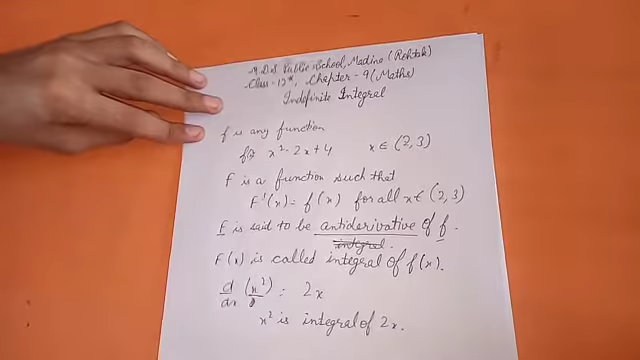 M.D.S Public School, Madina (Rohtak)
Class-12th, Chapter-9 (Maths)
Indefinite Integral
f is any function
x²-2x+4 x ∈ (2,3)
F is a function such that
F'(x) = f(x) for all x ∈ (2,3)
F is said to be antiderivative of f.
integral.
F(x) is called integral of f(x).
d/dx (x²) = 2x
x² is integral of 2x.